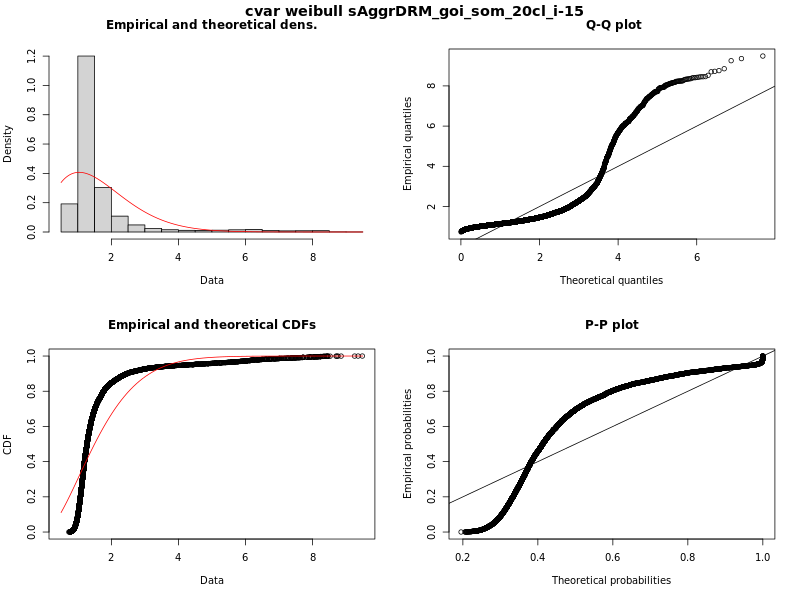 cvar weibull sAggrDRM_goi_som_20cl_i-15
Empirical and theoretical dens.
Density
0.0 0.2 0.4 0.6 0.8 1.0 1.2
2 4 6 8
Data
Q-Q plot
Empirical quantiles
2 4 6 8
0 2 4 6
Theoretical quantiles
Empirical and theoretical CDFs
CDF
0.0 0.2 0.4 0.6 0.8 1.0
2 4 6 8
Data
P-P plot
Empirical probabilities
0.0 0.2 0.4 0.6 0.8 1.0
0.2 0.4 0.6 0.8 1.0
Theoretical probabilities